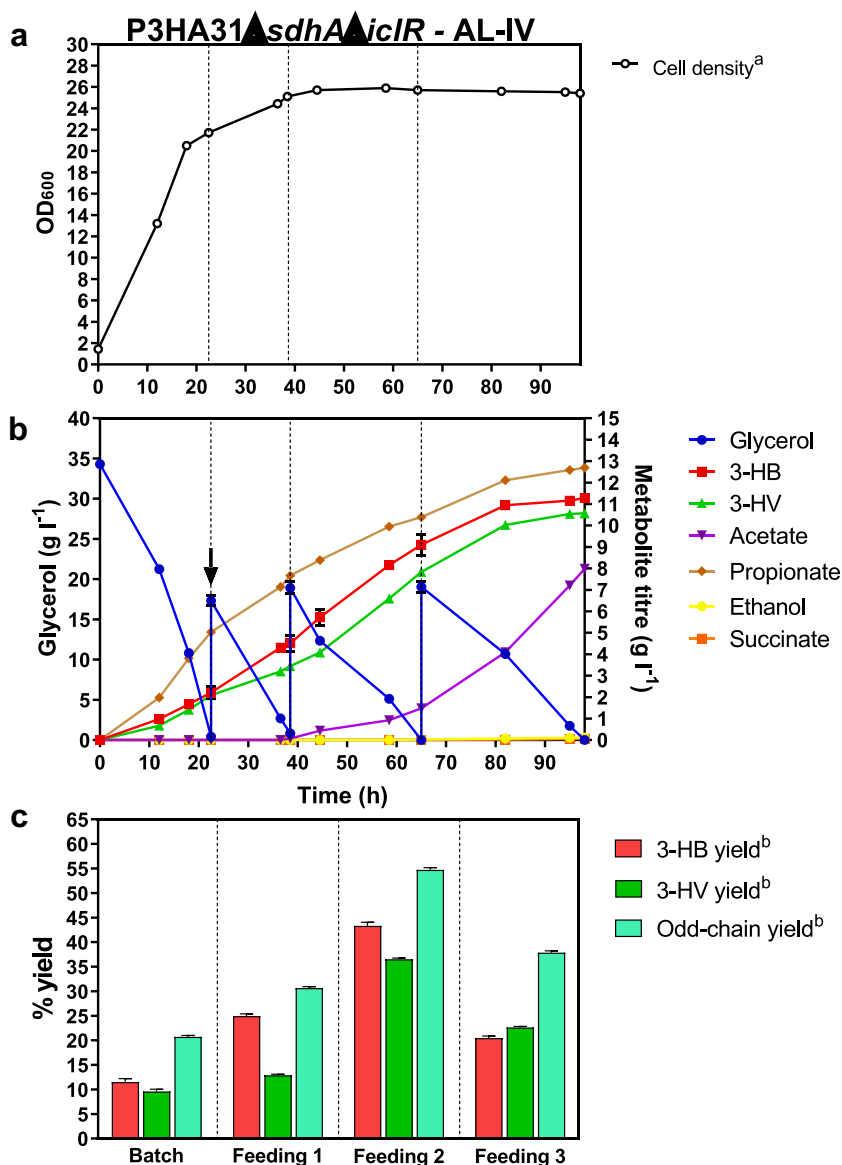 P3HA31▲sdhA▲iclR - AL-IV
a
30
28
26
24
22
20
18
16
14
12
10
8
6
4
2
0
OD600
0 10 20 30 40 50 60 70 80 90
Cell densityᵃ
b
40
35
30
25
20
15
10
5
0
Glycerol (g l⁻¹)
15
14
13
12
11
10
9
8
7
6
5
4
3
2
1
0
Metabolite titre (g l⁻¹)
0 10 20 30 40 50 60 70 80 90
Time (h)
Glycerol
3-HB
3-HV
Acetate
Propionate
Ethanol
Succinate
c
65
60
55
50
45
40
35
30
25
20
15
10
5
0
% yield
Batch Feeding 1 Feeding 2 Feeding 3
3-HB yieldᵇ
3-HV yieldᵇ
Odd-chain yieldᵇ